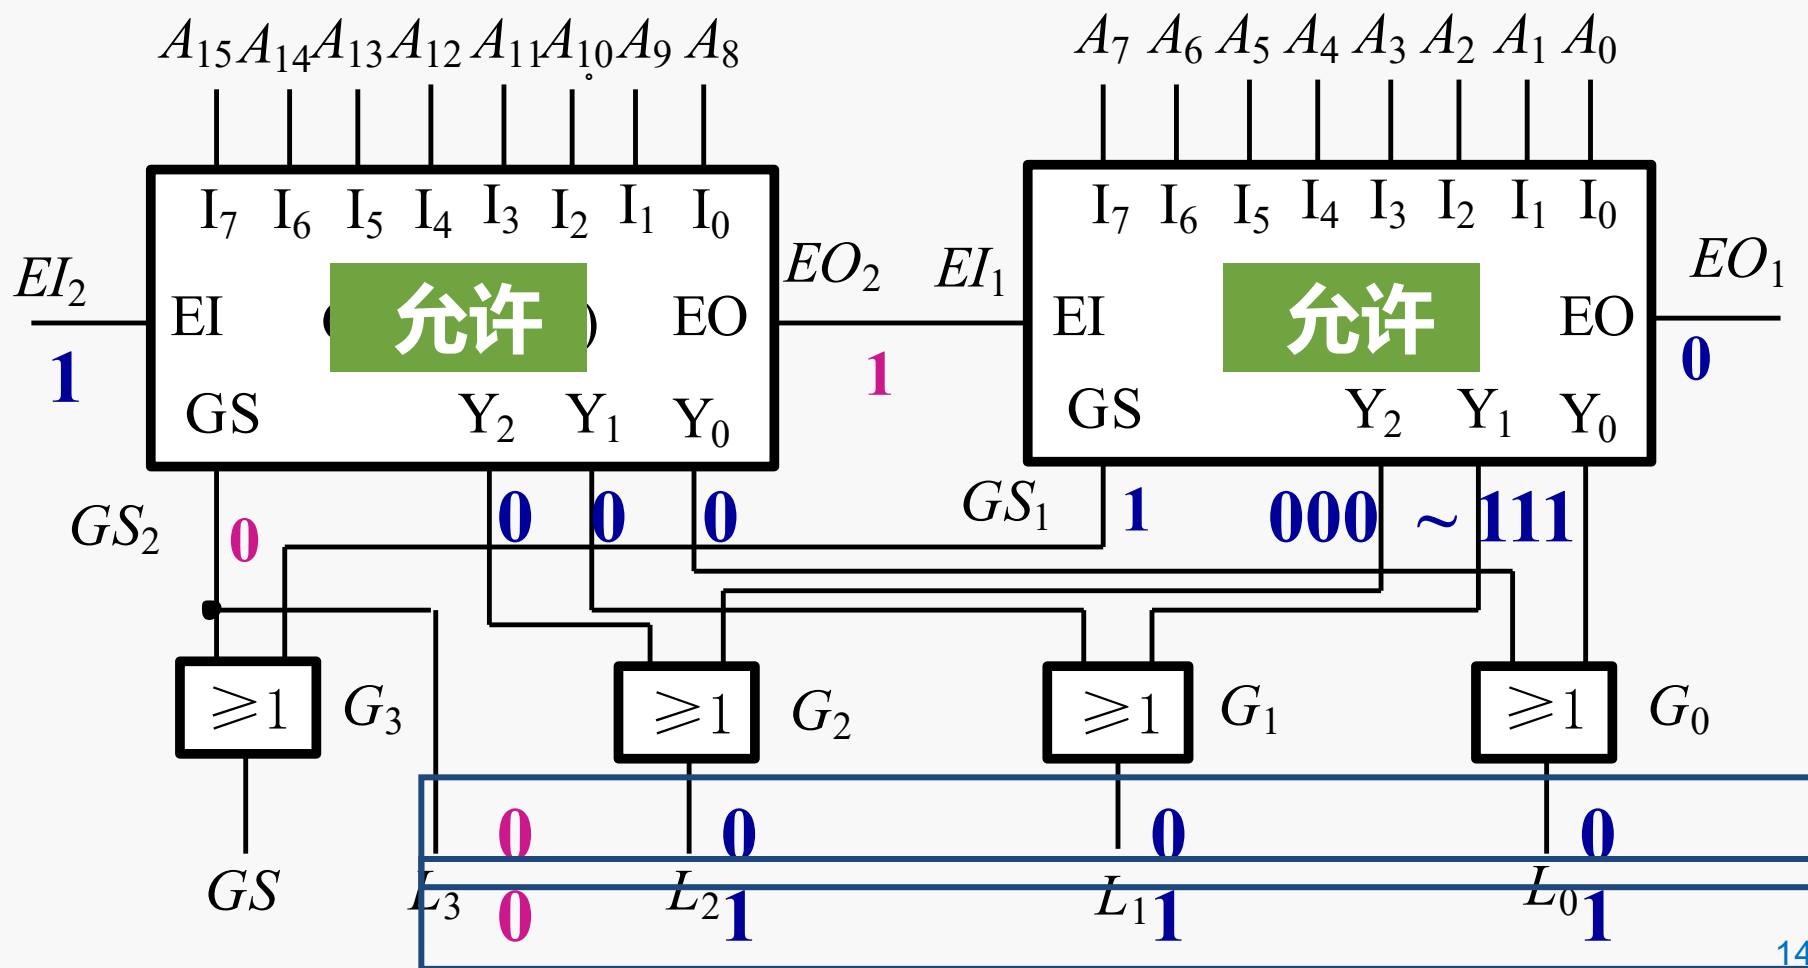 A15 A14 A13 A12 A11 A10 A9 A8 A7 A6 A5 A4 A3 A2 A1 A0
I7 I6 I5 I4 I3 I2 I1 I0 I7 I6 I5 I4 I3 I2 I1 I0
EI2 EO2 EI1 EO1
EI 允许 ) EO EI 允许 EO
1 1 0
GS Y2 Y1 Y0 GS Y2 Y1 Y0
GS2 0 0 0 0 GS1 1 000 ~ 111
≥1 G3 ≥1 G2 ≥1 G1 ≥1 G0
0 0 0 0
GS L3 L2 L1 L0
0 1 1 1
14